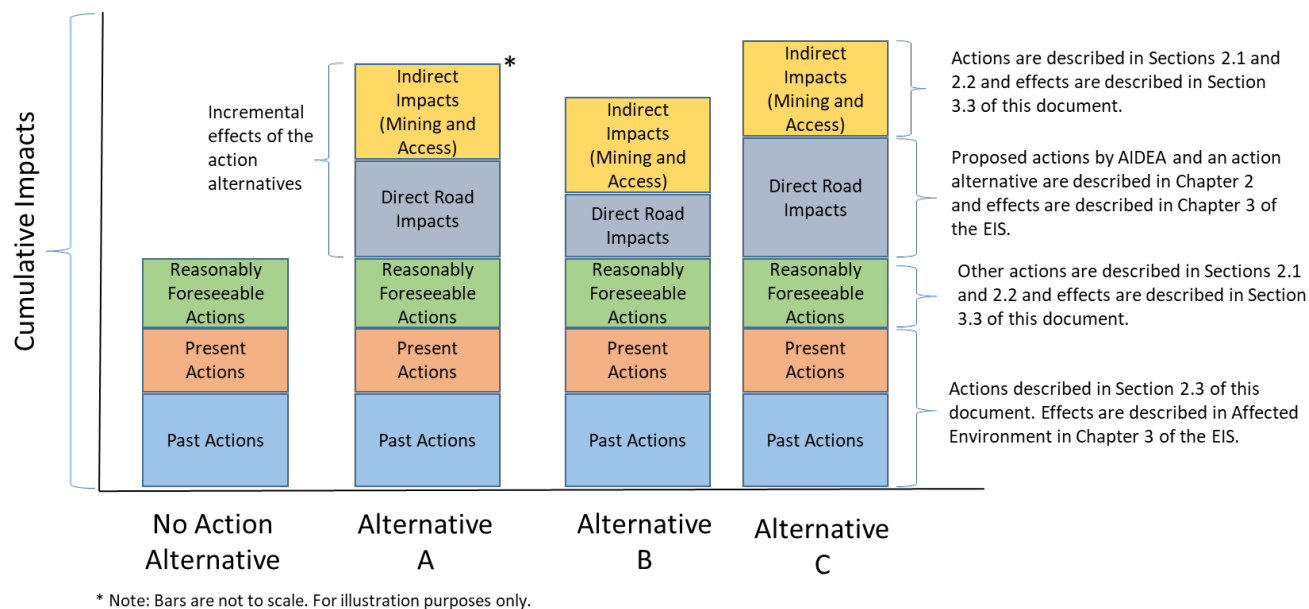 Cumulative Impacts
Incremental
effects of the
action
alternatives
Reasonably
Foreseeable
Actions
Present
Actions
Past Actions
*
Indirect
Impacts
(Mining and
Access)
Direct Road
Impacts
Reasonably
Foreseeable
Actions
Present
Actions
Past Actions
Indirect
Impacts
(Mining and
Access)
Direct Road
Impacts
Reasonably
Foreseeable
Actions
Present
Actions
Past Actions
Indirect
Impacts
(Mining and
Access)
Direct Road
Impacts
Reasonably
Foreseeable
Actions
Present
Actions
Past Actions
Actions are described in Sections 2.1 and
2.2 and effects are described in Section
3.3 of this document.
Proposed actions by AIDEA and an action
alternative are described in Chapter 2
and effects are described in Chapter 3 of
the EIS.
Other actions are described in Sections 2.1
and 2.2 and effects are described in Section
3.3 of this document.
Actions described in Section 2.3 of this
document. Effects are described in Affected
Environment in Chapter 3 of the EIS.
No Action
Alternative
Alternative
A
Alternative
B
Alternative
C
* Note: Bars are not to scale. For illustration purposes only.